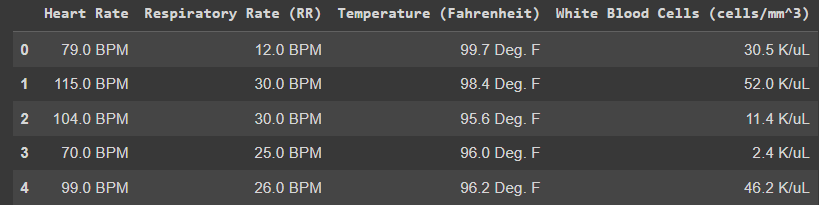 Heart Rate Respiratory Rate (RR) Temperature (Fahrenheit) White Blood Cells (cells/mm^3)
0 79.0 BPM 12.0 BPM 99.7 Deg. F 30.5 K/uL
1 115.0 BPM 30.0 BPM 98.4 Deg. F 52.0 K/uL
2 104.0 BPM 30.0 BPM 95.6 Deg. F 11.4 K/uL
3 70.0 BPM 25.0 BPM 96.0 Deg. F 2.4 K/uL
4 99.0 BPM 26.0 BPM 96.2 Deg. F 46.2 K/uL